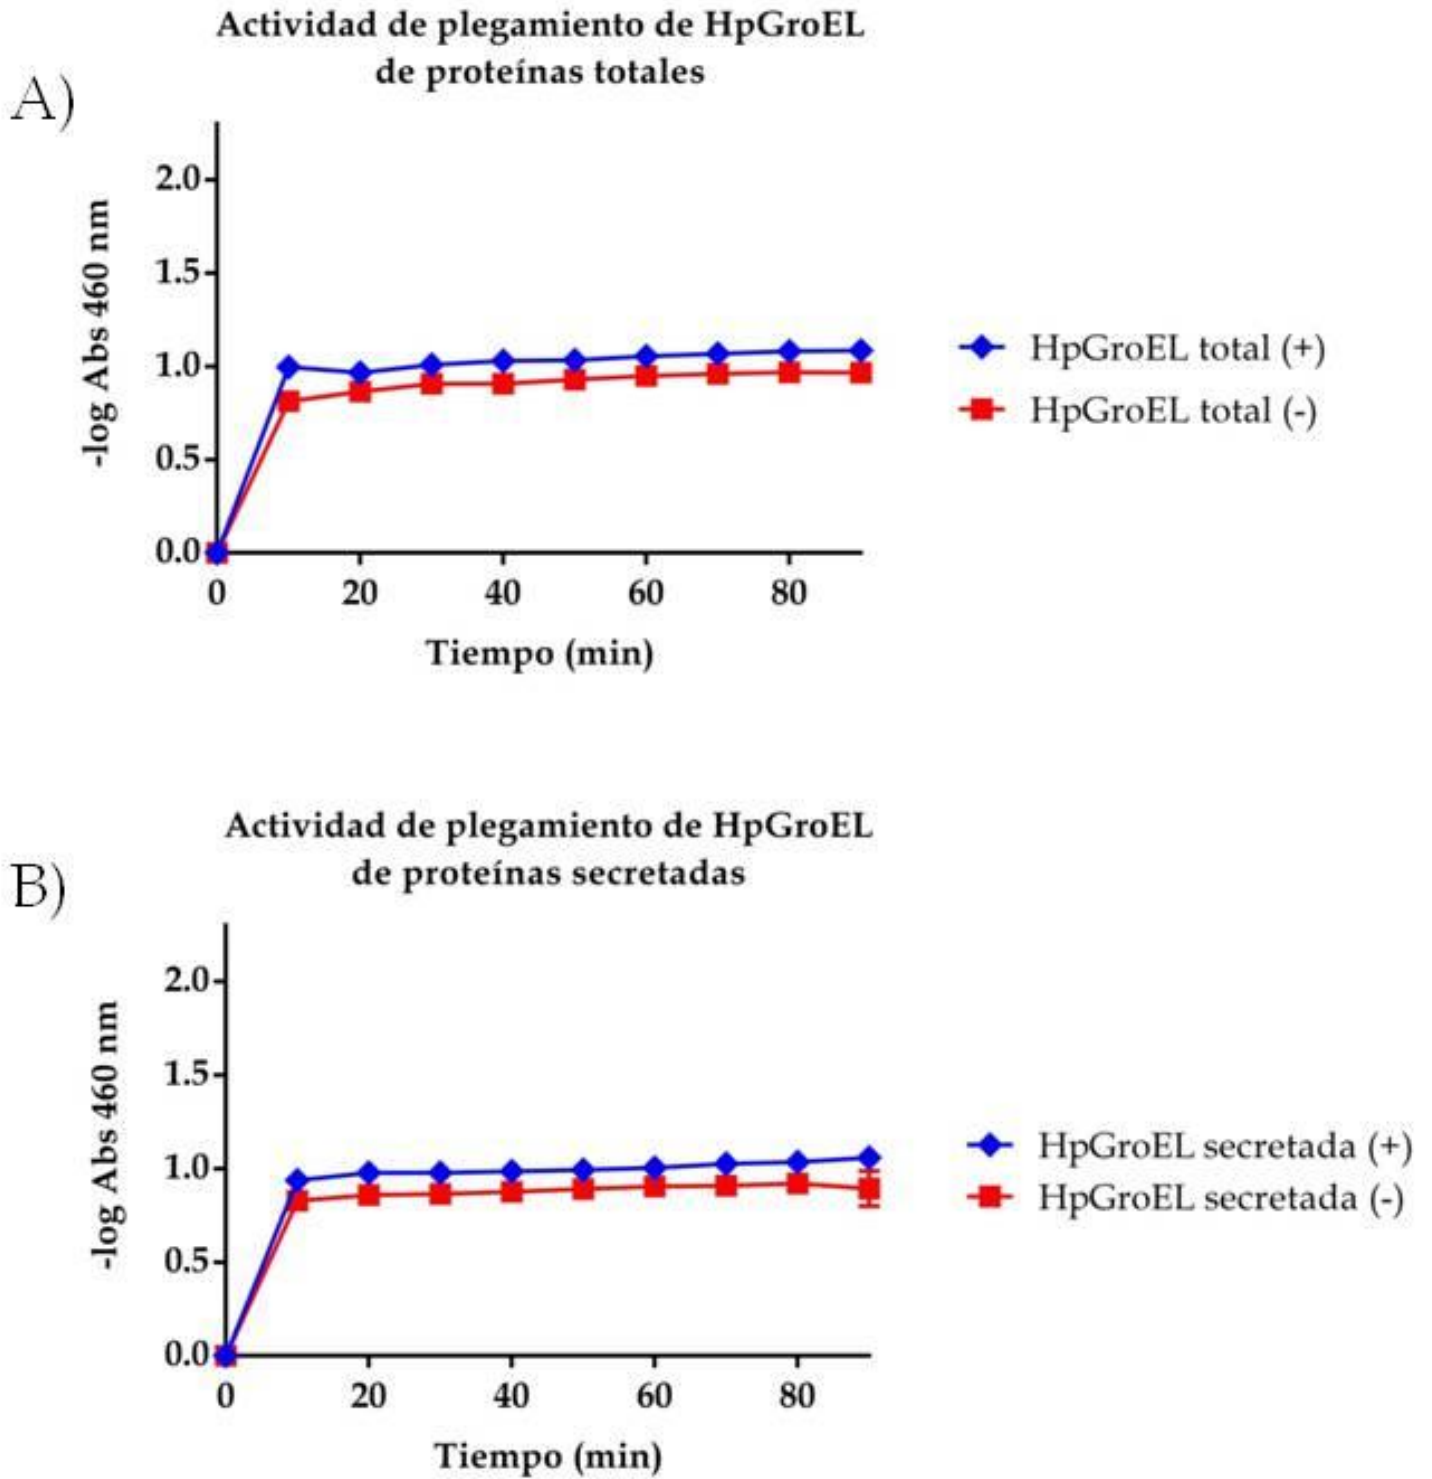 Actividad de plegamiento de HpGroEL
de proteínas totales
A)
2.0
1.5
1.0
0.5
0.0
-log Abs 460 nm
0 20 40 60 80
Tiempo (min)
HpGroEL total (+)
HpGroEL total (-)
Actividad de plegamiento de HpGroEL
de proteínas secretadas
B)
2.0
1.5
1.0
0.5
0.0
-log Abs 460 nm
0 20 40 60 80
Tiempo (min)
HpGroEL secretada (+)
HpGroEL secretada (-)